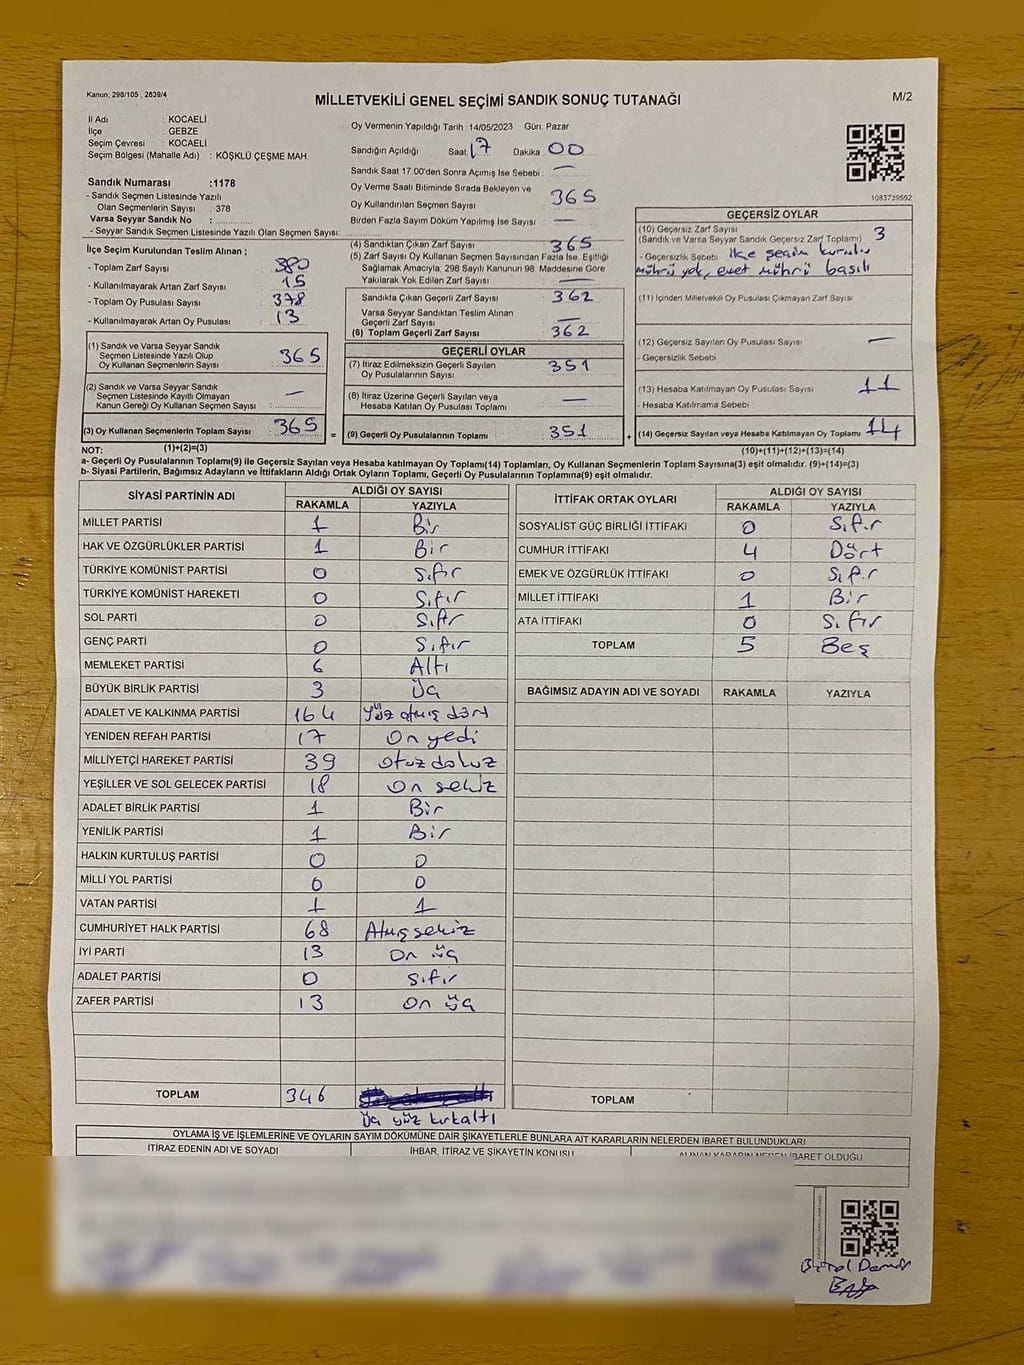 Kanun; 298/105 , 2839/4
MİLLETVEKİLİ GENEL SEÇİMİ SANDIK SONUÇ TUTANAĞI
M/2
İl Adı : KOCAELİ
İlçe : GEBZE
Seçim Çevresi : KOCAELİ
Seçim Bölgesi (Mahalle Adı) : KÖŞKLÜ ÇEŞME MAH.
Sandık Numarası :1178
- Sandık Seçmen Listesinde Yazılı
Olan Seçmenlerin Sayısı : 378
Varsa Seyyar Sandık No :
- Seyyar Sandık Seçmen Listesinde Yazılı Olan Seçmen Sayısı:
Oy Vermenin Yapıldığı Tarih :14/05/2023 Gün: Pazar
Sandığın Açıldığı Saat 17 Dakika 00
Sandık Saat 17:00'den Sonra Açımış İse Sebebi : —
Oy Verme Saati Bitiminde Sırada Bekleyen ve
Oy Kullandırılan Seçmen Sayısı 365
Birden Fazla Sayım Döküm Yapılmış İse Sayısı : —
1083739552
İlçe Seçim Kurulundan Teslim Alınan ;
- Toplam Zarf Sayısı : 380
- Kullanılmayarak Artan Zarf Sayısı : 15
- Toplam Oy Pusulası Sayısı : 378
- Kullanılmayarak Artan Oy Pusulası : 13
(4) Sandıktan Çıkan Zarf Sayısı : 365
(5) Zarf Sayısı Oy Kullanan Seçmen Sayısından Fazla İse, Eşitliği
Sağlamak Amacıyla; 298 Sayılı Kanunun 98. Maddesine Göre
Yakılarak Yok Edilen Zarf Sayısı : —
Sandıkta Çıkan Geçerli Zarf Sayısı : 362
Varsa Seyyar Sandıktan Teslim Alınan
Geçerli Zarf Sayısı : —
(6) Toplam Geçerli Zarf Sayısı : 362
GEÇERSİZ OYLAR
(10) Geçersiz Zarf Sayısı
(Sandık ve Varsa Seyyar Sandık Geçersiz Zarf Toplamı) 3
- Geçersizlik Sebebi: ilçe seçim kurulu
mührü yok, evet mührü basılı
(11) İçinden Milletvekili Oy Pusulası Çıkmayan Zarf Sayısı
(12) Geçersiz Sayılan Oy Pusulası Sayısı —
- Geçersizlik Sebebi
(13) Hesaba Katılmayan Oy Pusulası Sayısı 11
- Hesaba Katılmama Sebebi
(14) Geçersiz Sayılan veya Hesaba Katılmayan Oy Toplamı 14
(10)+(11)+(12)+(13)=(14)
(1) Sandık ve Varsa Seyyar Sandık
Seçmen Listesinde Yazılı Olup
Oy Kullanan Seçmenlerin Sayısı : 365
(2) Sandık ve Varsa Seyyar Sandık
Seçmen Listesinde Kayıtlı Olmayan
Kanun Gereği Oy Kullanan Seçmen Sayısı : —
(3) Oy Kullanan Seçmenlerin Toplam Sayısı : 365
(1)+(2)=(3)
GEÇERLİ OYLAR
(7) İtiraz Edilmeksizin Geçerli Sayılan
Oy Pusulalarının Sayısı : 351
(8) İtiraz Üzerine Geçerli Sayılan veya
Hesaba Katılan Oy Pusulası Toplamı : —
= (9) Geçerli Oy Pusulalarının Toplamı : 351 +
NOT:
a- Geçerli Oy Pusulalarının Toplamı(9) ile Geçersiz Sayılan veya Hesaba katılmayan Oy Toplamı(14) Toplamları, Oy Kullanan Seçmenlerin Toplam Sayısına(3) eşit olmalıdır. (9)+(14)=(3)
b- Siyasi Partilerin, Bağımsız Adayların ve İttifakların Aldığı Ortak Oyların Toplamı, Geçerli Oy Pusulalarının Toplamına(9) eşit olmalıdır.
SİYASİ PARTİNİN ADI ALDIĞI OY SAYISI
RAKAMLA YAZIYLA
MİLLET PARTİSİ 1 Bir
HAK VE ÖZGÜRLÜKLER PARTİSİ 1 Bir
TÜRKİYE KOMÜNİST PARTİSİ 0 Sıfır
TÜRKİYE KOMÜNİST HAREKETİ 0 Sıfır
SOL PARTİ 0 Sıfır
GENÇ PARTİ 0 Sıfır
MEMLEKET PARTİSİ 6 Altı
BÜYÜK BİRLİK PARTİSİ 3 Üç
ADALET VE KALKINMA PARTİSİ 164 Yüz atmış dört
YENİDEN REFAH PARTİSİ 17 On yedi
MİLLİYETÇİ HAREKET PARTİSİ 39 otuz dokuz
YEŞİLLER VE SOL GELECEK PARTİSİ 18 On sekiz
ADALET BİRLİK PARTİSİ 1 Bir
YENİLİK PARTİSİ 1 Bir
HALKIN KURTULUŞ PARTİSİ 0 0
MİLLİ YOL PARTİSİ 0 0
VATAN PARTİSİ 1 1
CUMHURİYET HALK PARTİSİ 68 Atmış sekiz
İYİ PARTİ 13 On üç
ADALET PARTİSİ 0 Sıfır
ZAFER PARTİSİ 13 On üç
TOPLAM 346
Üç yüz kırkaltı
İTTİFAK ORTAK OYLARI ALDIĞI OY SAYISI
RAKAMLA YAZIYLA
SOSYALİST GÜÇ BİRLİĞİ İTTİFAKI 0 Sıfır
CUMHUR İTTİFAKI 4 Dört
EMEK VE ÖZGÜRLÜK İTTİFAKI 0 Sıfır
MİLLET İTTİFAKI 1 Bir
ATA İTTİFAKI 0 Sıfır
TOPLAM 5 Beş
BAĞIMSIZ ADAYIN ADI VE SOYADI RAKAMLA YAZIYLA
TOPLAM
OYLAMA İŞ VE İŞLEMLERİNE VE OYLARIN SAYIM DÖKÜMÜNE DAİR ŞİKAYETLERLE BUNLARA AİT KARARLARIN NELERDEN İBARET BULUNDUKLARI
İTİRAZ EDENİN ADI VE SOYADI İHBAR, İTİRAZ VE ŞİKAYETİN KONUSU ALINAN KARARIN NEDEN İBARET OLDUĞU